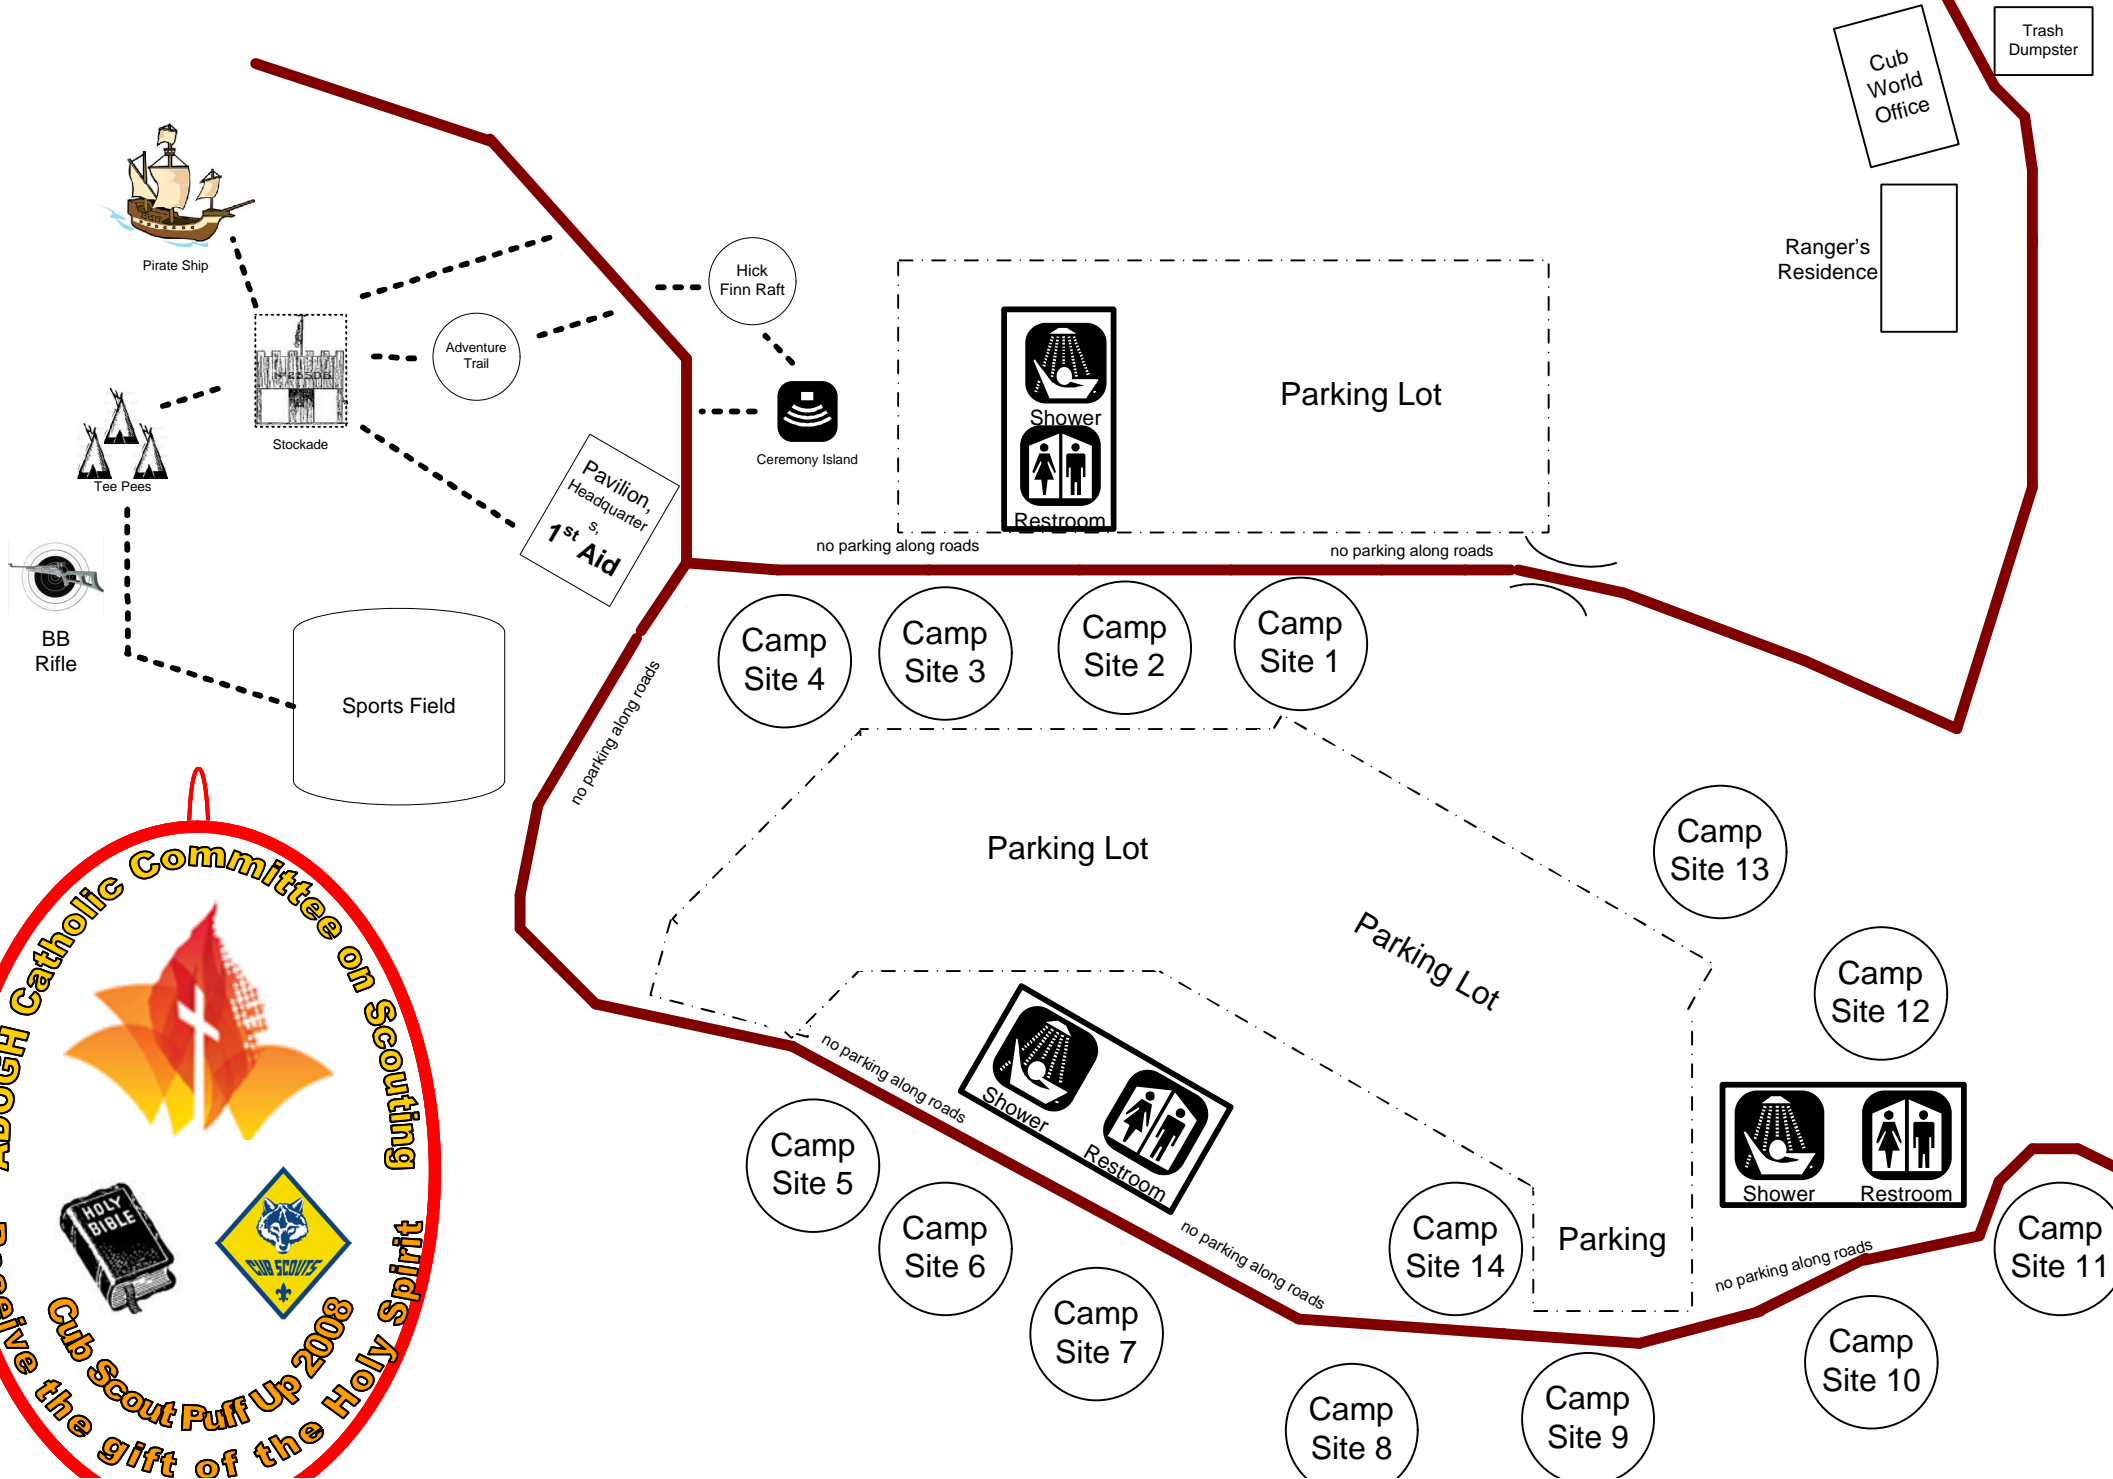 Trash
Dumpster
Cub
World
Office
Ranger's
Residence
Pirate Ship
Hick
Finn Raft
Adventure
Trail
Stockade
Ceremony Island
Tee Pees
Pavilion,
Headquarter
s,
1st Aid
BB
Rifle
Sports Field
Shower
Restroom
Parking Lot
no parking along roads
no parking along roads
no parking along roads
Camp
Site 4
Camp
Site 3
Camp
Site 2
Camp
Site 1
Parking Lot
Parking Lot
Camp
Site 13
Camp
Site 12
no parking along roads
Shower
Restroom
Shower
Restroom
Camp
Site 5
Camp
Site 6
Camp
Site 7
no parking along roads
Camp
Site 14
Parking
no parking along roads
Camp
Site 11
Camp
Site 10
Camp
Site 8
Camp
Site 9
ADOGH Catholic Committee on Scouting
HOLY
BIBLE
CUB SCOUTS
Cub Scout Puff Up 2008
the gift of the Holy Spirit